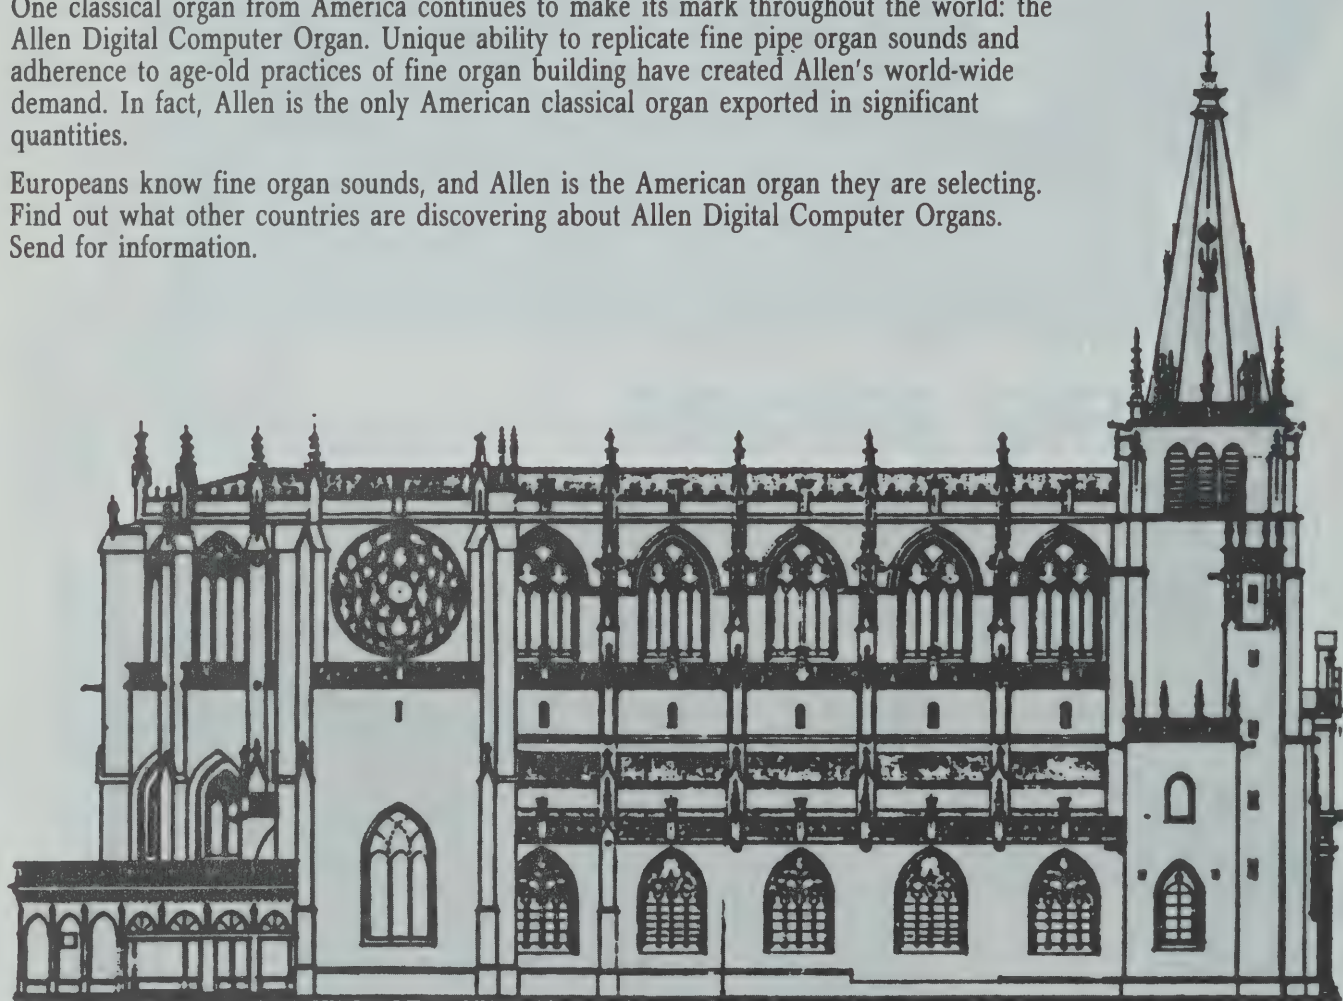 One classical organ from America continues to make its mark throughout the world: the
Allen Digital Computer Organ. Unique ability to replicate fine pipe organ sounds and
adherence to age-old practices of fine organ building have created Allen's world-wide
demand. In fact, Allen is the only American classical organ exported in significant
quantities.
Europeans know fine organ sounds, and Allen is the American organ they are selecting.
Find out what other countries are discovering about Allen Digital Computer Organs.
Send for information.